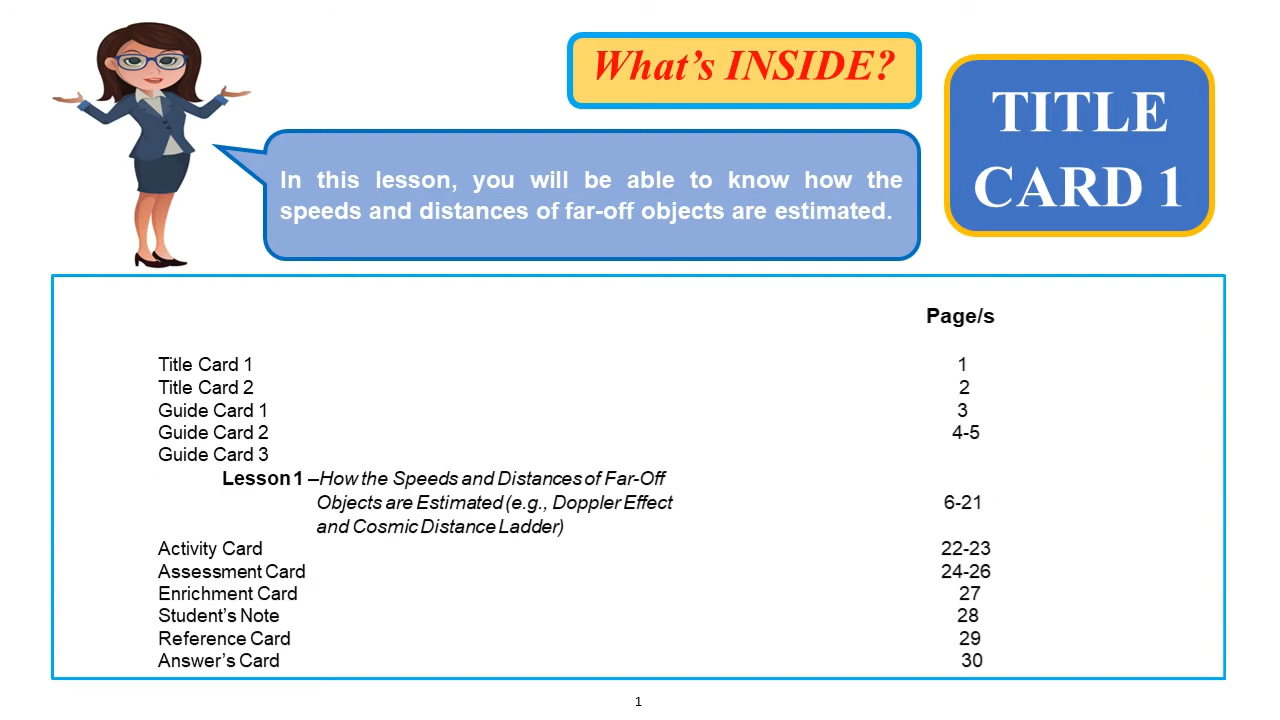 What's INSIDE?
TITLE
CARD 1
In this lesson, you will be able to know how the
speeds and distances of far-off objects are estimated.
Page/s
Title Card 1 1
Title Card 2 2
Guide Card 1 3
Guide Card 2 4-5
Guide Card 3
Lesson 1 –How the Speeds and Distances of Far-Off
Objects are Estimated (e.g., Doppler Effect 6-21
and Cosmic Distance Ladder)
Activity Card 22-23
Assessment Card 24-26
Enrichment Card 27
Student's Note 28
Reference Card 29
Answer's Card 30
1